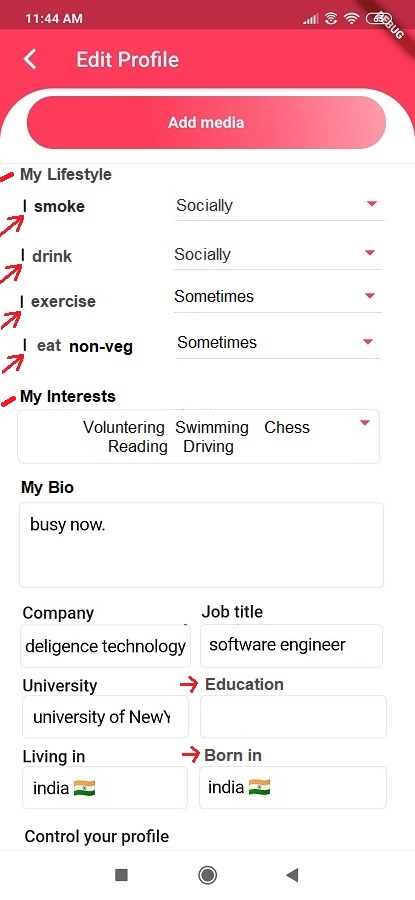 11:44 AM
DEBUG
Edit Profile
Add media
My Lifestyle
I smoke Socially
I drink Socially
I exercise Sometimes
I eat non-veg Sometimes
My Interests
Voluntering Swimming Chess
Reading Driving
My Bio
busy now.
Company Job title
deligence technology software engineer
University Education
university of NewY
Living in Born in
india 🇮🇳 india 🇮🇳
Control your profile